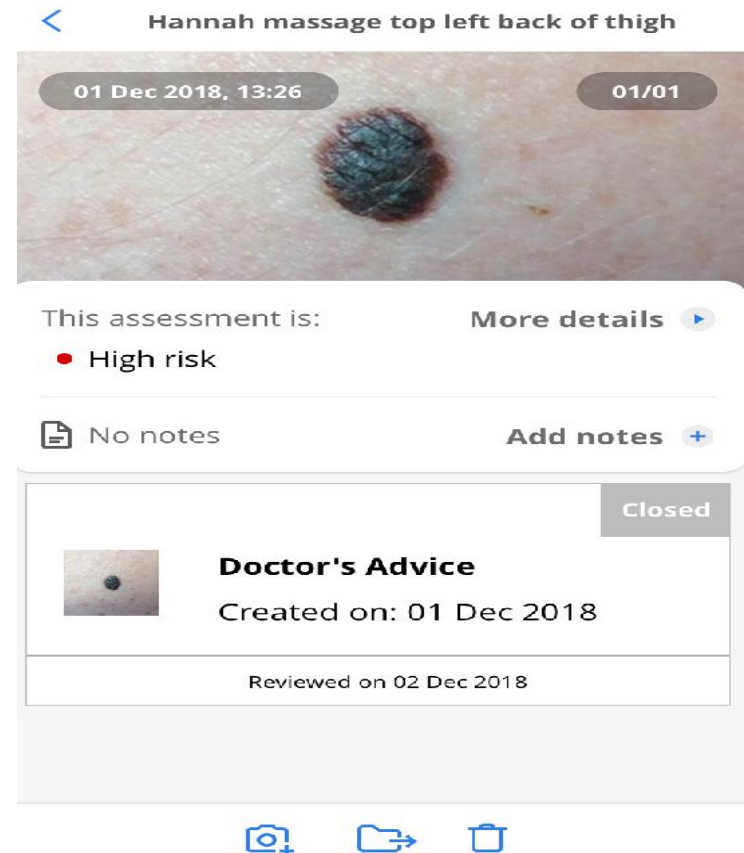 Hannah massage top left back of thigh
01 Dec 2018, 13:26
01/01
This assessment is:
More details
High risk
No notes
Add notes
Closed
Doctor's Advice
Created on: 01 Dec 2018
Reviewed on 02 Dec 2018